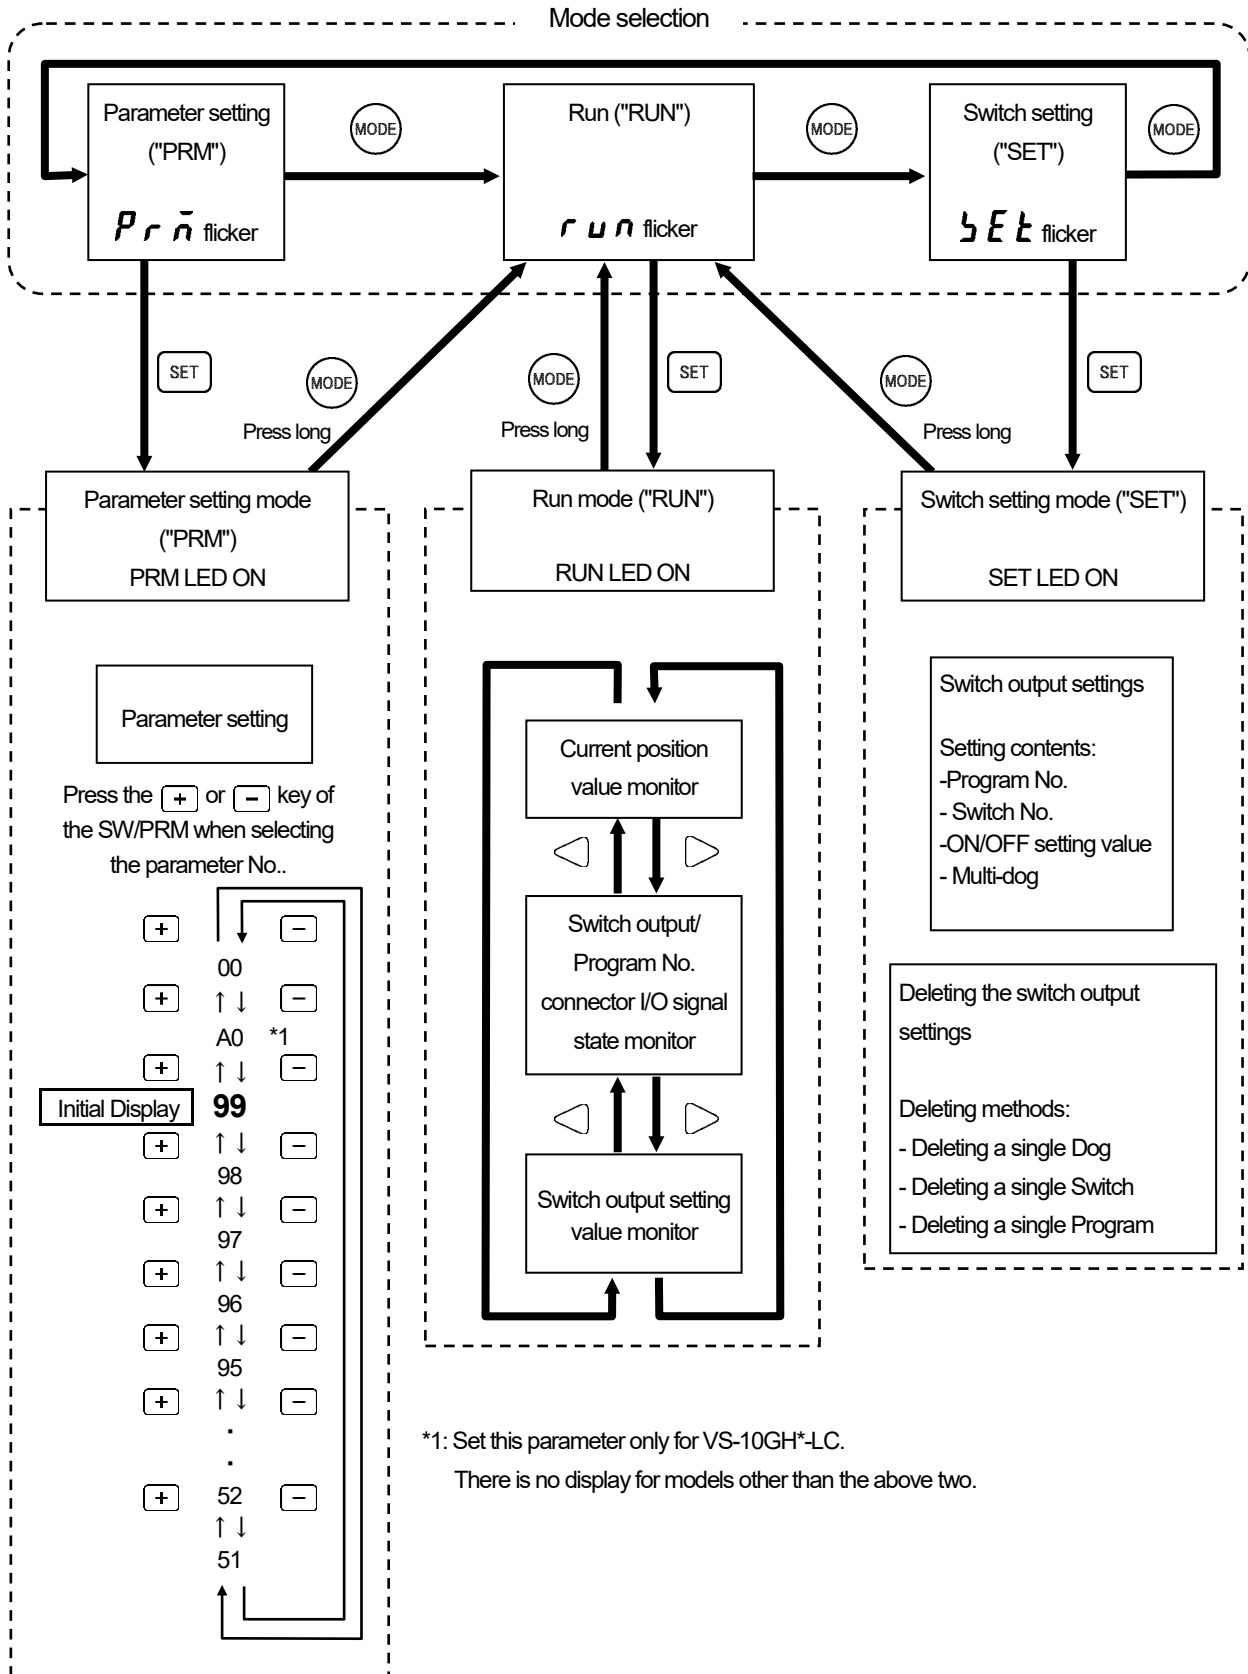 Mode selection
Parameter setting
("PRM")
Prm flicker
MODE
Run ("RUN")
run flicker
MODE
Switch setting
("SET")
SEt flicker
MODE
SET
MODE
Press long
MODE
Press long
SET
MODE
Press long
SET
Parameter setting mode
("PRM")
PRM LED ON
Run mode ("RUN")
RUN LED ON
Switch setting mode ("SET")
SET LED ON
Parameter setting
Press the + or - key of
the SW/PRM when selecting
the parameter No..
+ -
00
+ ↑ ↓ -
A0 *1
+ ↑ ↓ -
Initial Display 99
+ ↑ ↓ -
98
+ ↑ ↓ -
97
+ ↑ ↓ -
96
+ ↑ ↓ -
95
+ ↑ ↓ -
.
.
+ 52 -
↑ ↓
51
Current position
value monitor
Switch output/
Program No.
connector I/O signal
state monitor
Switch output setting
value monitor
Switch output settings
Setting contents:
-Program No.
- Switch No.
-ON/OFF setting value
- Multi-dog
Deleting the switch output
settings
Deleting methods:
- Deleting a single Dog
- Deleting a single Switch
- Deleting a single Program
*1: Set this parameter only for VS-10GH*-LC.
There is no display for models other than the above two.